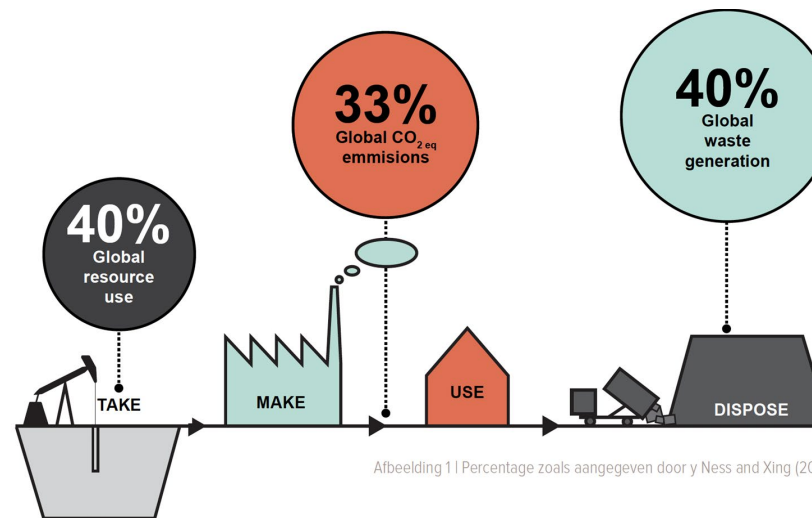 40%
Global
resource
use
33%
Global CO2 eq
emmisions
40%
Global
waste
generation
TAKE
MAKE
USE
DISPOSE
Afbeelding 1 | Percentage zoals aangegeven door y Ness and Xing